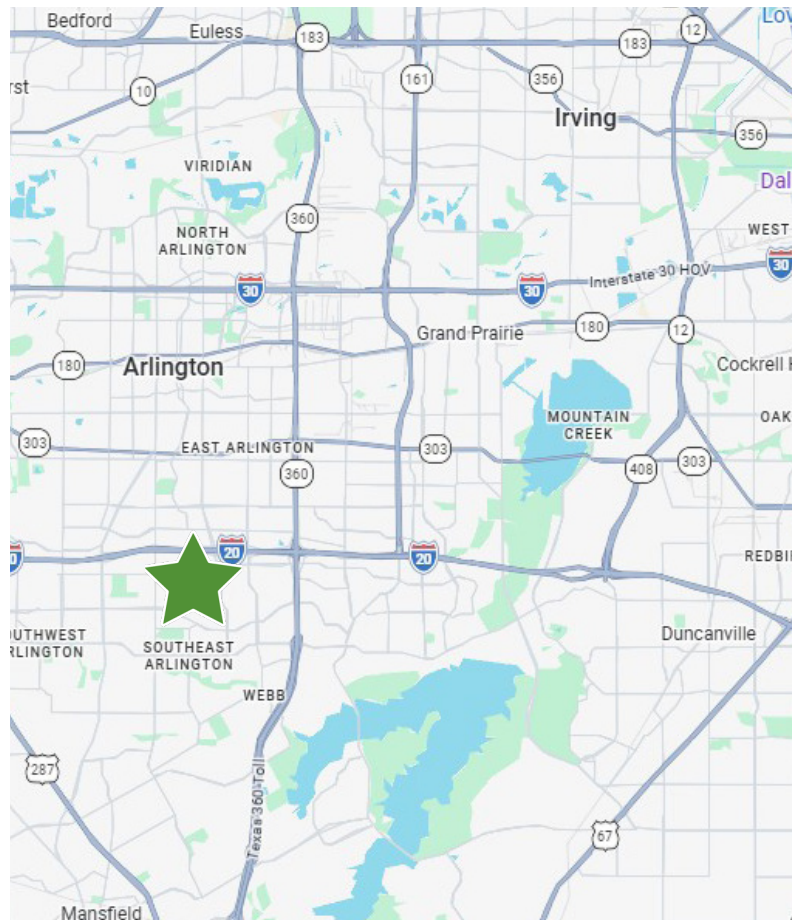 Bedford
Euless
183
183
12
Lov
10
161
356
rst
Irving
356
VIRIDIAN
Dal
360
NORTH
ARLINGTON
WEST
30
30
30
Interstate 30 HOV
180
12
Grand Prairie
180
Arlington
Cockrell H
303
EAST ARLINGTON
303
MOUNTAIN
CREEK
OAK
360
408
303
20
20
0
REDBI
OUTHWEST
RLINGTON
SOUTHEAST
ARLINGTON
Duncanville
WEBB
287
Texas 360 Toll
67
Mansfield